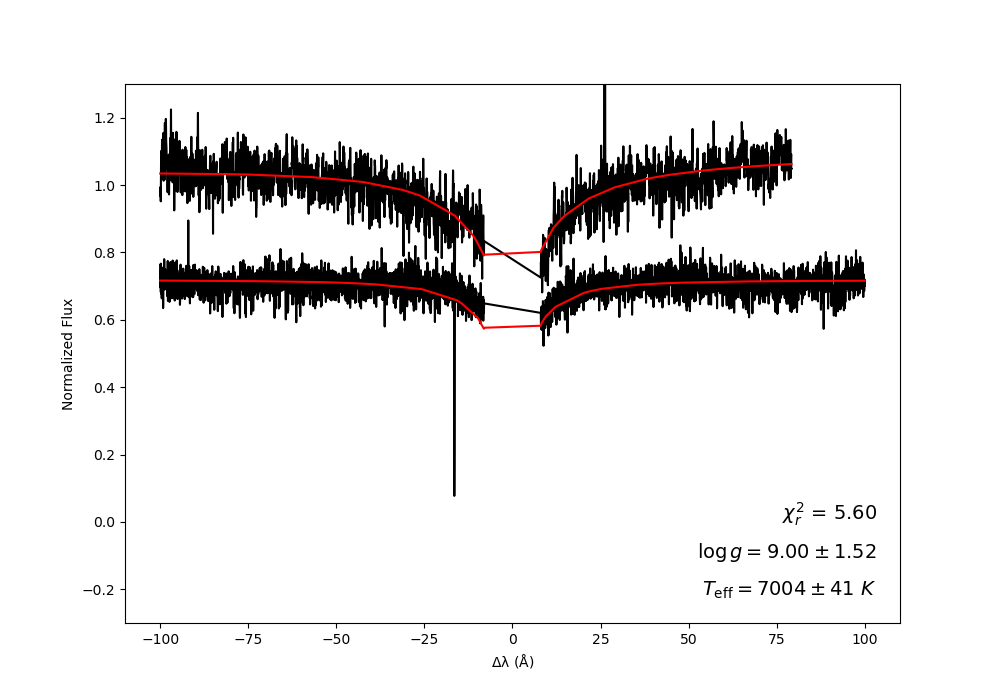 1.2
1.0
0.8
0.6
0.4
0.2
0.0
−0.2
Normalized Flux
χ²ᵣ = 5.60
log g = 9.00 ± 1.52
T_eff = 7004 ± 41 K
−100 −75 −50 −25 0 25 50 75 100
Δλ (Å)